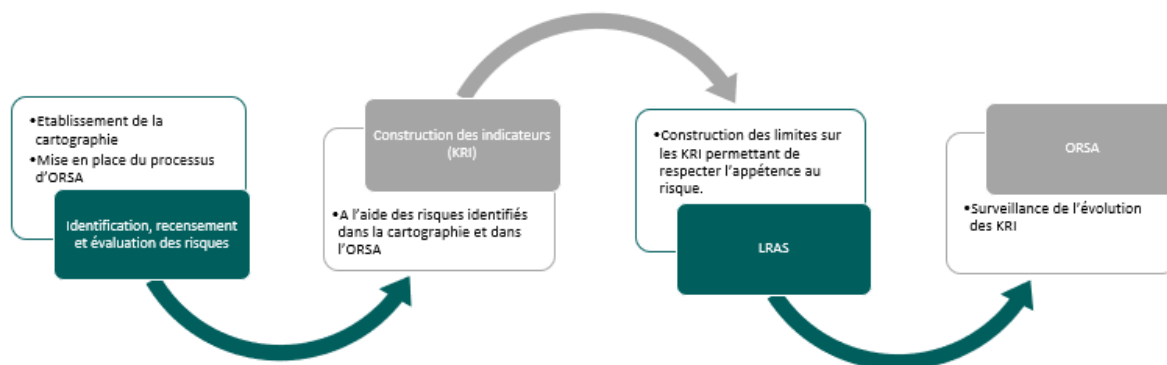 •Etablissement de la
cartographie
•Mise en place du processus
d'ORSA
Identification, recensement
et évaluation des risques
Construction des indicateurs
(KRI)
•A l'aide des risques identifiés
dans la cartographie et dans
l'ORSA
•Construction des limites sur
les KRI permettant de
respecter l'appétence au
risque.
LRAS
ORSA
•Surveillance de l'évolution
des KRI